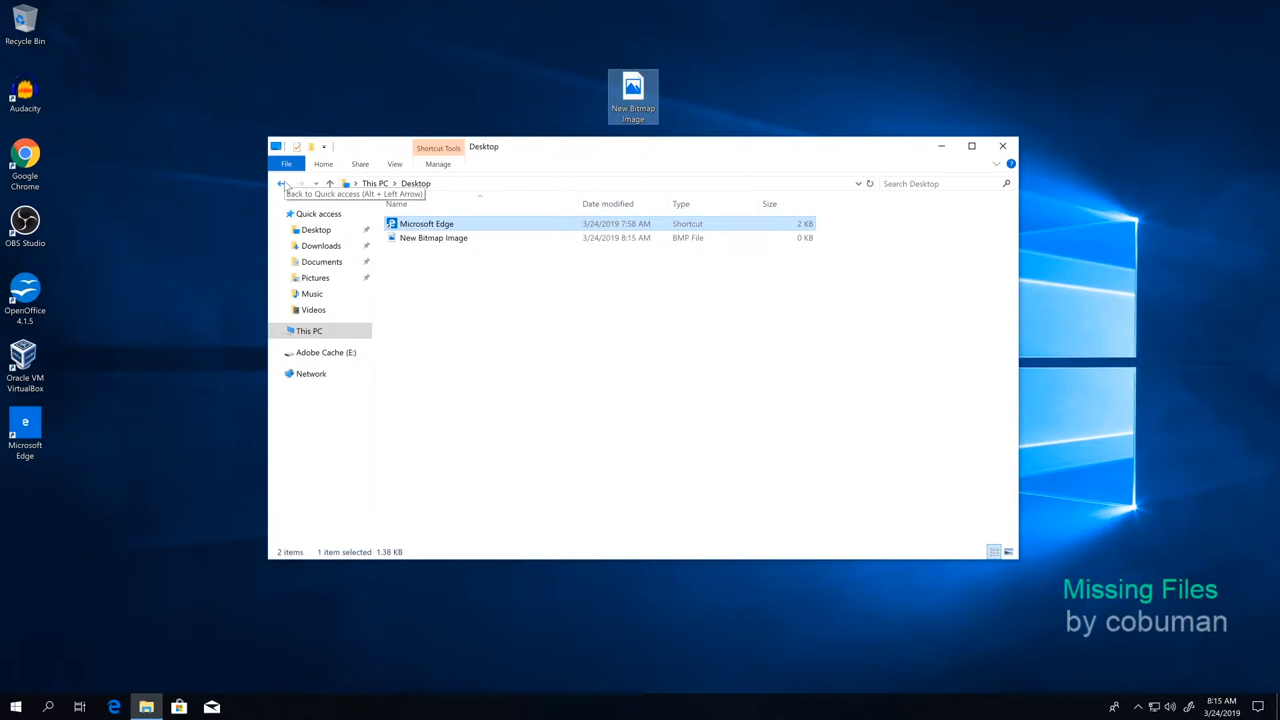 Recycle Bin
Audacity
Google
Chrome
OBS Studio
OpenOffice
4.1.5
Oracle VM
VirtualBox
e
Microsoft
Edge
New Bitmap
Image
Shortcut Tools
Desktop
File
Home
Share
View
Manage
This PC
Desktop
Search Desktop
Back to Quick access (Alt + Left Arrow)
Name
Date modified
Type
Size
Quick access
Desktop
Downloads
Documents
Pictures
Music
Videos
This PC
Adobe Cache (E:)
Network
Microsoft Edge
3/24/2019 7:58 AM
Shortcut
2 KB
New Bitmap Image
3/24/2019 8:15 AM
BMP File
0 KB
2 items
1 item selected 1.38 KB
Missing Files
by cobuman
8:15 AM
3/24/2019